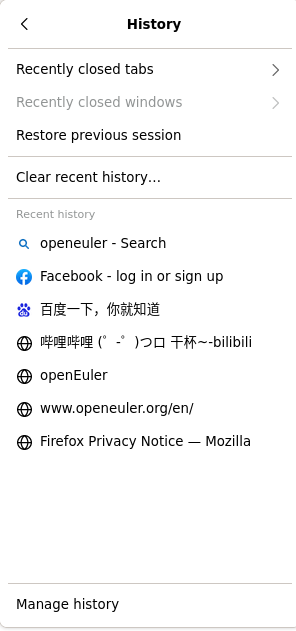 History
Recently closed tabs
Recently closed windows
Restore previous session
Clear recent history…
Recent history
openeuler - Search
Facebook - log in or sign up
百度一下，你就知道
哔哩哔哩 (゜-゜)つロ 干杯~-bilibili
openEuler
www.openeuler.org/en/
Firefox Privacy Notice — Mozilla
Manage history